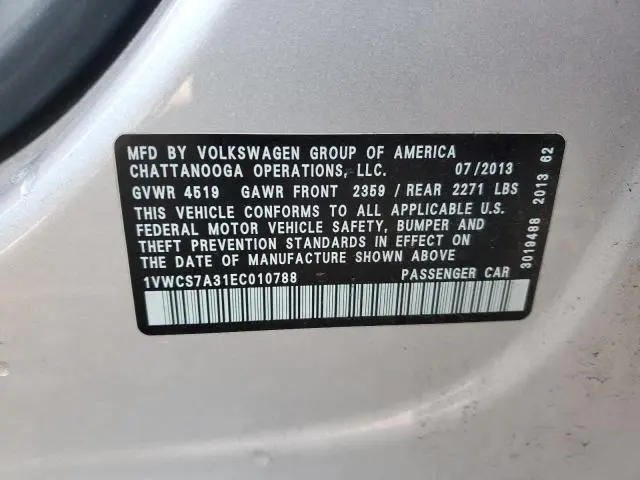 MFD BY VOLKSWAGEN GROUP OF AMERICA
CHATTANOOGA OPERATIONS, LLC. 07/2013
GVWR 4519 GAWR FRONT 2359 / REAR 2271 LBS
THIS VEHICLE CONFORMS TO ALL APPLICABLE U.S.
FEDERAL MOTOR VEHICLE SAFETY, BUMPER AND
THEFT PREVENTION STANDARDS IN EFFECT ON
THE DATE OF MANUFACTURE SHOWN ABOVE
1VWCS7A31EC010788 PASSENGER CAR
3019488 2013 62